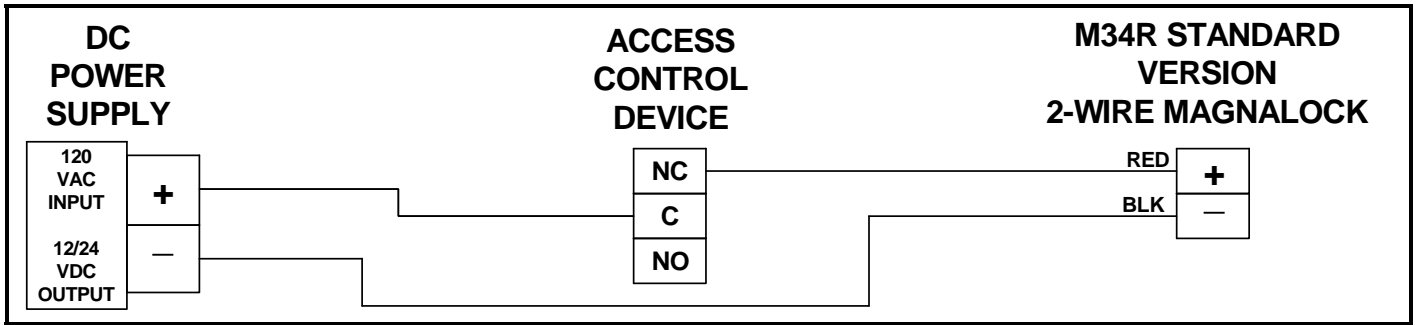 DC
POWER
SUPPLY
120
VAC
INPUT
12/24
VDC
OUTPUT
+
–
ACCESS
CONTROL
DEVICE
NC
C
NO
M34R STANDARD
VERSION
2-WIRE MAGNALOCK
RED
BLK
+
–